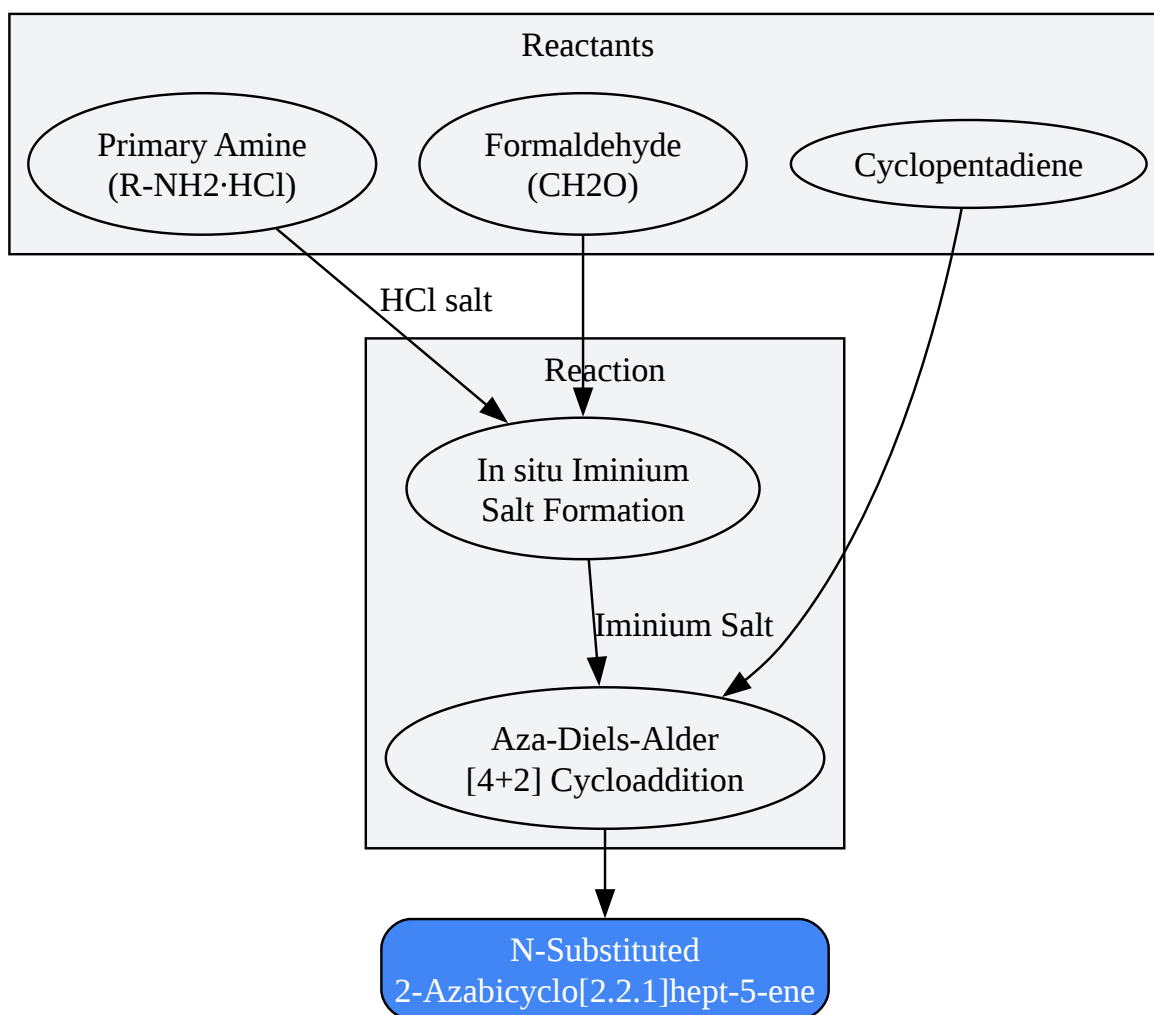 Reactants
Primary Amine
(R-NH2·HCl)
Formaldehyde
(CH2O)
Cyclopentadiene
HCl salt
Reaction
In situ Iminium
Salt Formation
Iminium Salt
Aza-Diels-Alder
[4+2] Cycloaddition
N-Substituted
2-Azabicyclo[2.2.1]hept-5-ene